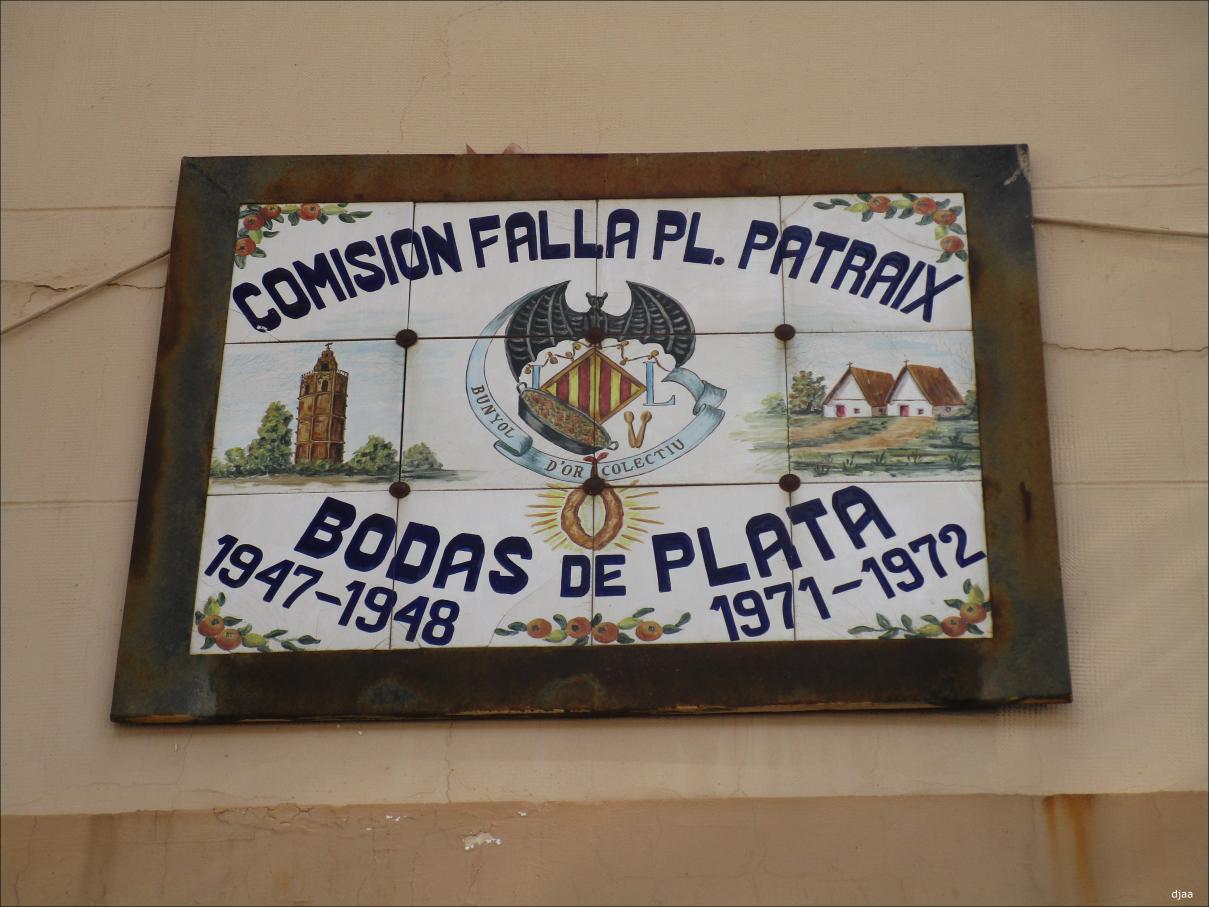 COMISION FALLA PL. PATRAIX
L L
V
BUNYOL D'OR COLECTIU
BODAS DE PLATA
1947-1948 1971-1972
djaa